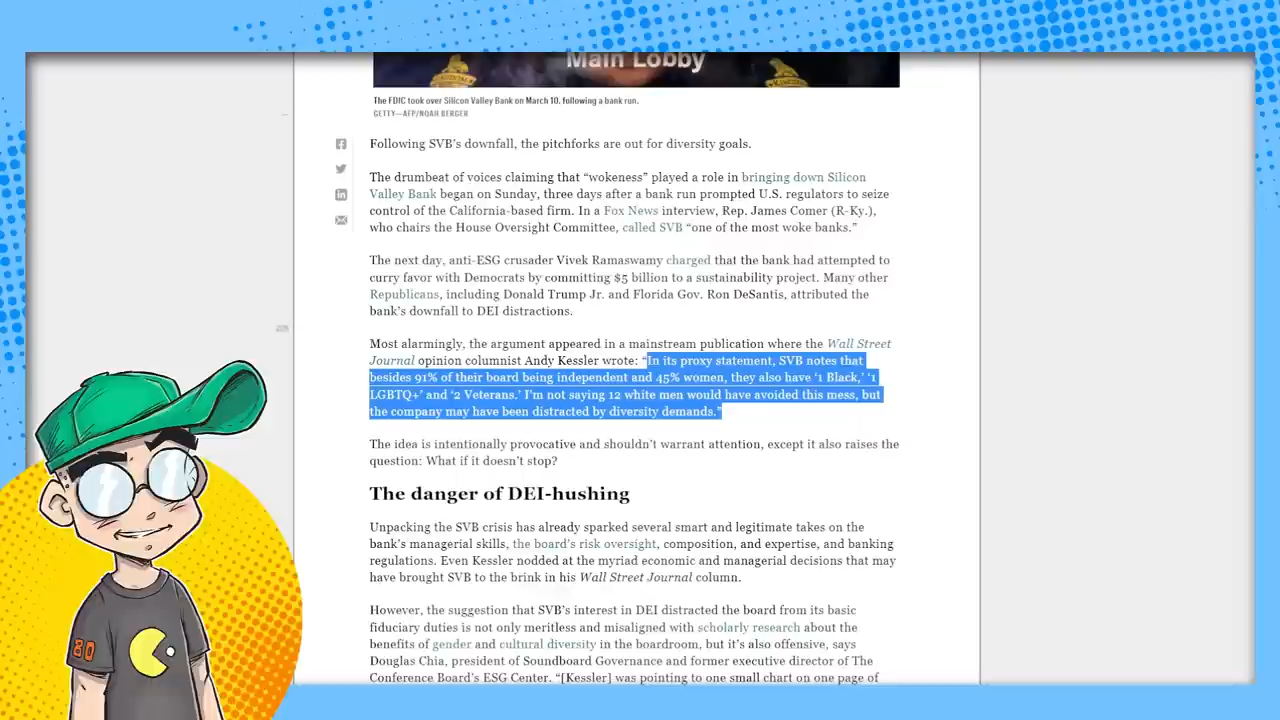 Main Lobby
The FDIC took over Silicon Valley Bank on March 10, following a bank run.
GETTY—AFP/NOAH BERGER
Following SVB's downfall, the pitchforks are out for diversity goals.
The drumbeat of voices claiming that “wokeness” played a role in bringing down Silicon
Valley Bank began on Sunday, three days after a bank run prompted U.S. regulators to seize
control of the California-based firm. In a Fox News interview, Rep. James Comer (R-Ky.),
who chairs the House Oversight Committee, called SVB “one of the most woke banks.”
The next day, anti-ESG crusader Vivek Ramaswamy charged that the bank had attempted to
curry favor with Democrats by committing $5 billion to a sustainability project. Many other
Republicans, including Donald Trump Jr. and Florida Gov. Ron DeSantis, attributed the
bank's downfall to DEI distractions.
Most alarmingly, the argument appeared in a mainstream publication where the Wall Street
Journal opinion columnist Andy Kessler wrote: “In its proxy statement, SVB notes that
besides 91% of their board being independent and 45% women, they also have ‘1 Black,’ ‘1
LGBTQ+’ and ‘2 Veterans.’ I'm not saying 12 white men would have avoided this mess, but
the company may have been distracted by diversity demands.”
The idea is intentionally provocative and shouldn't warrant attention, except it also raises the
question: What if it doesn't stop?
The danger of DEI-hushing
Unpacking the SVB crisis has already sparked several smart and legitimate takes on the
bank's managerial skills, the board's risk oversight, composition, and expertise, and banking
regulations. Even Kessler nodded at the myriad economic and managerial decisions that may
have brought SVB to the brink in his Wall Street Journal column.
However, the suggestion that SVB's interest in DEI distracted the board from its basic
fiduciary duties is not only meritless and misaligned with scholarly research about the
benefits of gender and cultural diversity in the boardroom, but it's also offensive, says
Douglas Chia, president of Soundboard Governance and former executive director of The
Conference Board's ESG Center. “[Kessler] was pointing to one small chart on one page of
80